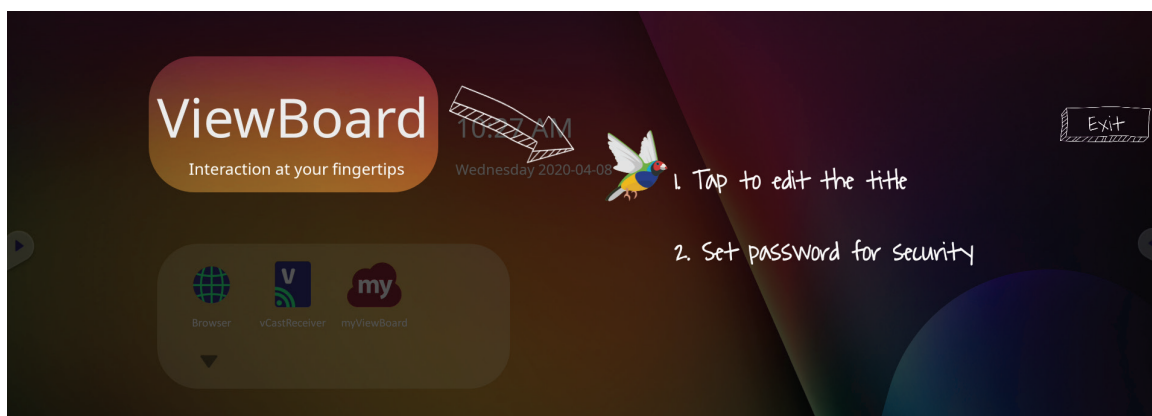 ViewBoard
Interaction at your fingertips
10:27 AM
Wednesday 2020-04-08
Exit
1. Tap to edit the title
2. Set password for security
V
my
Browser
vCastReceiver
myViewBoard